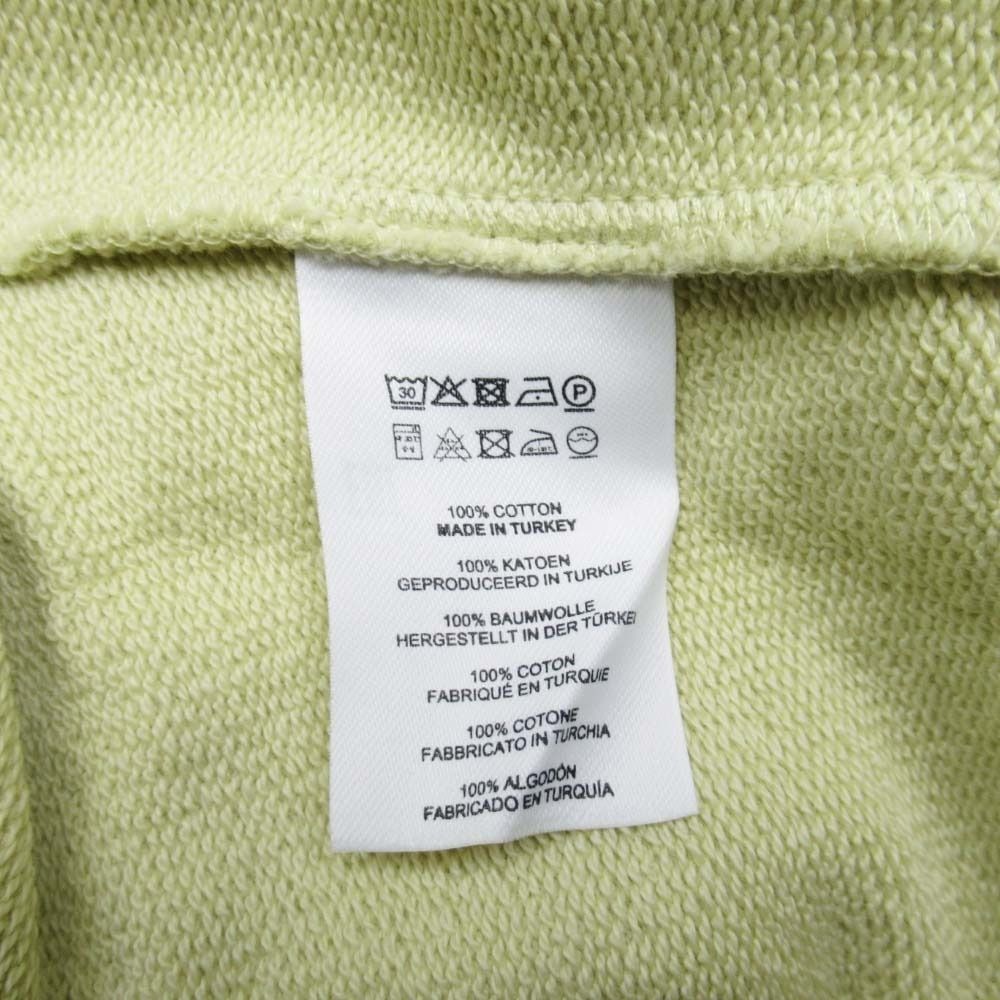 30
P
100% COTTON
MADE IN TURKEY
100% KATOEN
GEPRODUCEERD IN TURKIJE
100% BAUMWOLLE
HERGESTELLT IN DER TÜRKEI
100% COTON
FABRIQUÉ EN TURQUIE
100% COTONE
FABBRICATO IN TURCHIA
100% ALGODÓN
FABRICADO EN TURQUÍA